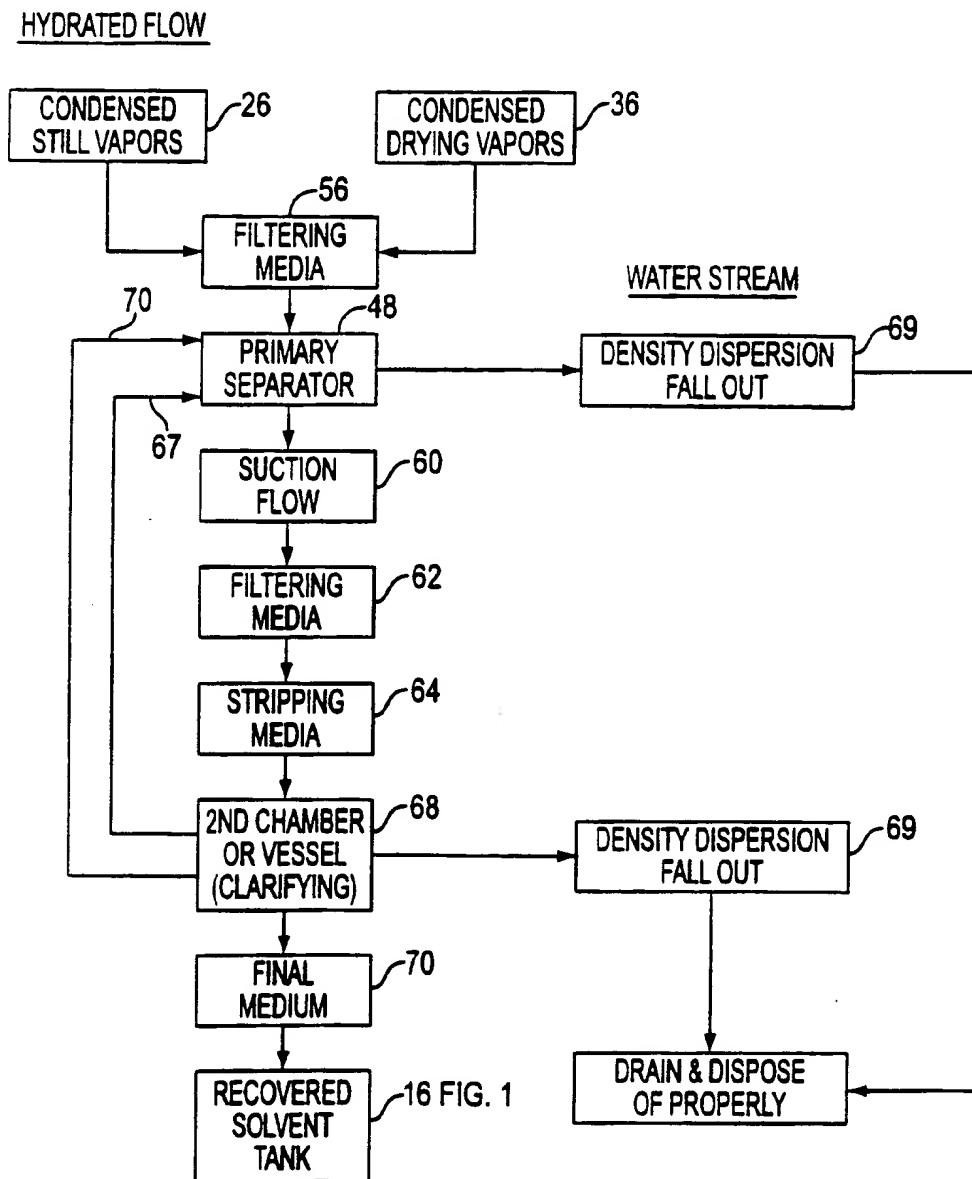 HYDRATED FLOW
CONDENSED
STILL VAPORS
26
CONDENSED
DRYING VAPORS
36
56
FILTERING
MEDIA
WATER STREAM
70
48
PRIMARY
SEPARATOR
69
DENSITY DISPERSION
FALL OUT
67
SUCTION
FLOW
60
FILTERING
MEDIA
62
STRIPPING
MEDIA
64
2ND CHAMBER
OR VESSEL
(CLARIFYING)
68
DENSITY DISPERSION
FALL OUT
69
FINAL
MEDIUM
70
RECOVERED
SOLVENT
TANK
16 FIG. 1
DRAIN & DISPOSE
OF PROPERLY